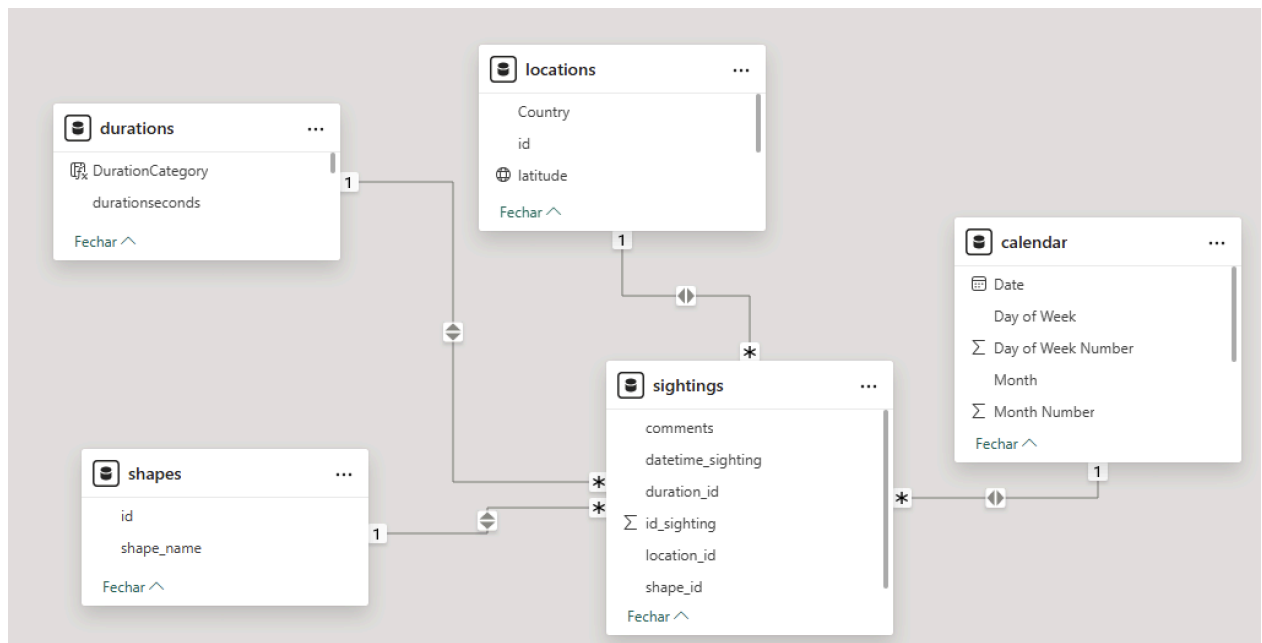 locations
Country
id
latitude
Fechar
durations
DurationCategory
durationseconds
Fechar
1
1
calendar
Date
Day of Week
Day of Week Number
Month
Month Number
Fechar
1
*
sightings
comments
datetime_sighting
duration_id
id_sighting
location_id
shape_id
Fechar
*
*
*
shapes
id
shape_name
Fechar
1